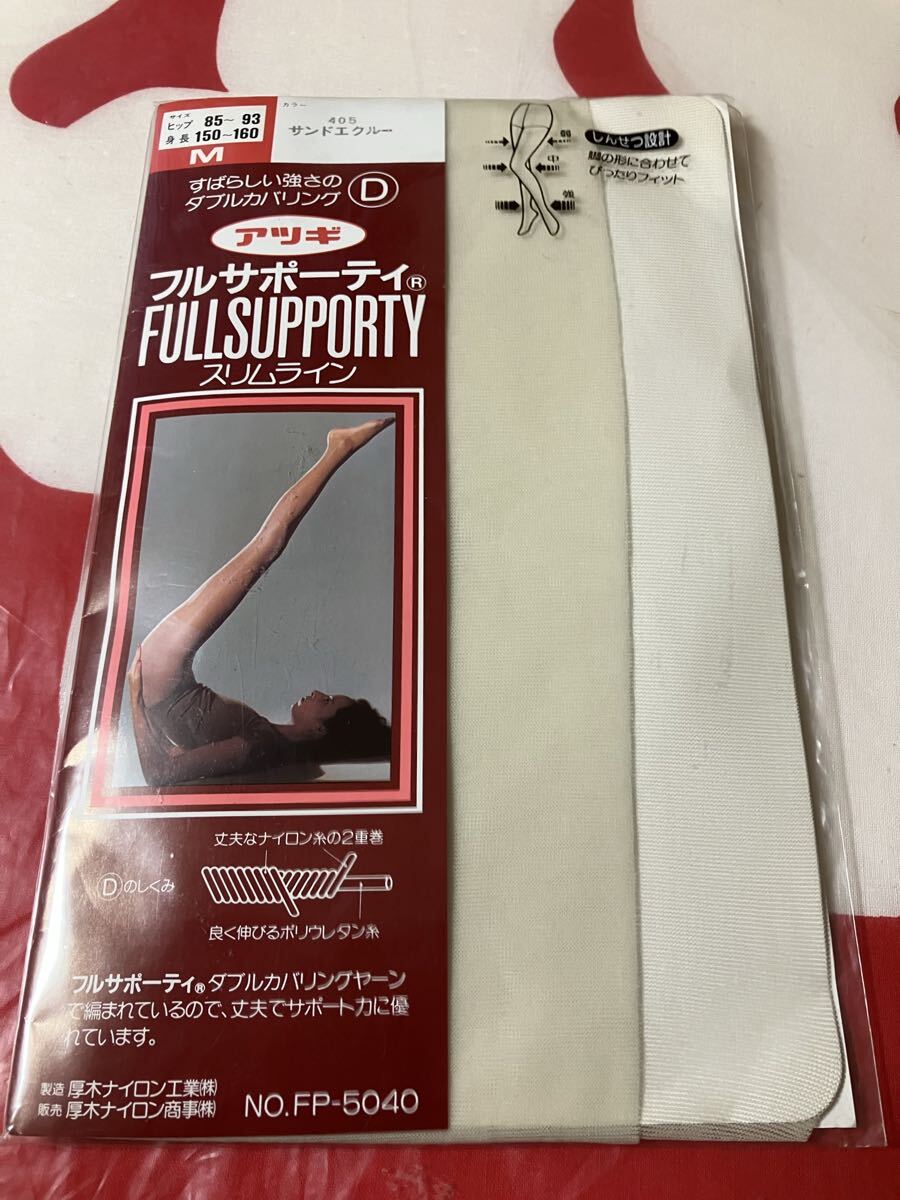 サイズ
ヒップ 85～93
身長 150～160
M
カラー
405
サンドエクルー
すばらしい強さの
ダブルカバリング D
アツギ
フルサポーティ®
FULLSUPPORTY
スリムライン
弱
中
強
しんせつ設計
脚の形に合わせて
ぴったりフィット
丈夫なナイロン糸の2重巻
Dのしくみ
良く伸びるポリウレタン糸
フルサポーティ®ダブルカバリングヤーン
で編まれているので、丈夫でサポート力に優
れています。
製造 厚木ナイロン工業㈱
販売 厚木ナイロン商事㈱
NO.FP-5040